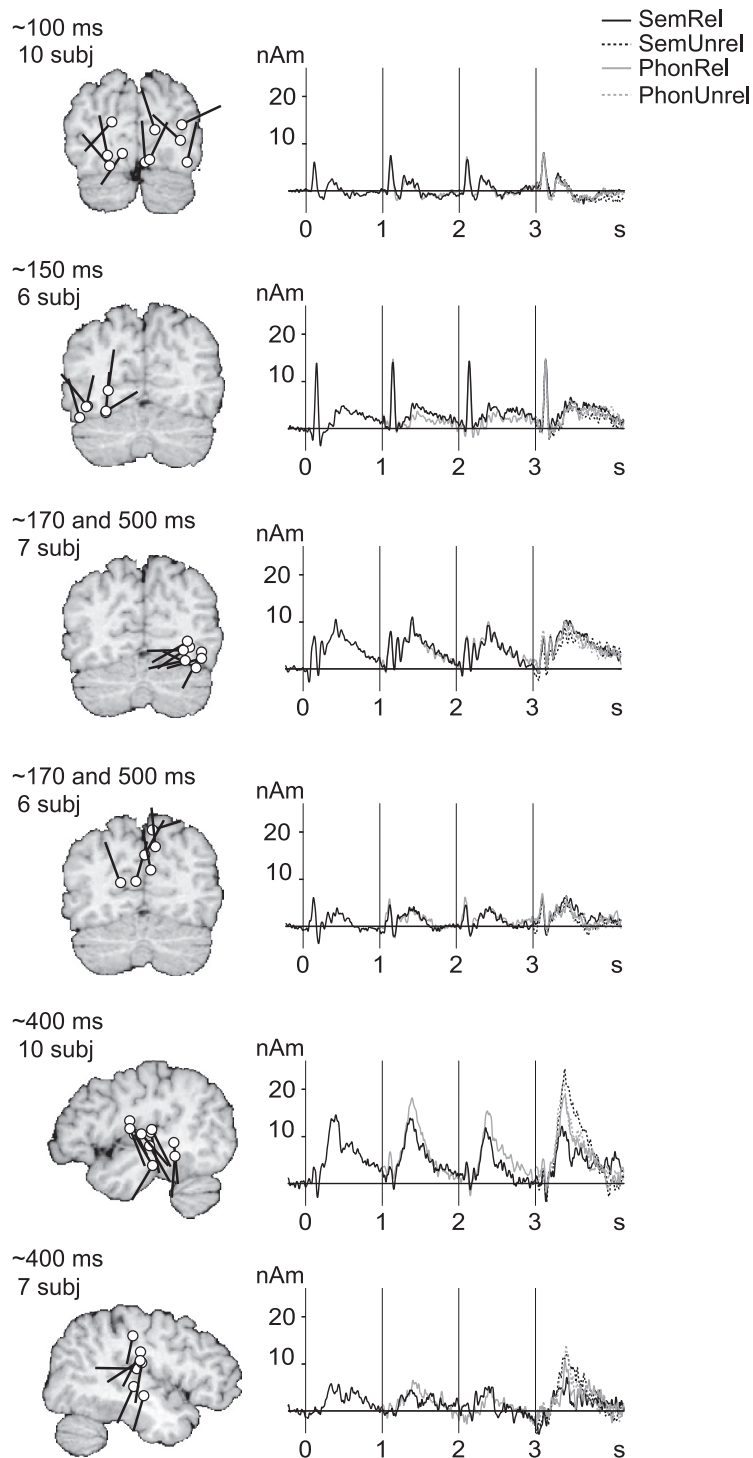 ~100 ms
10 subj
nAm
20
10
0 1 2 3 s
SemRel
SemUnrel
PhonRel
PhonUnrel
~150 ms
6 subj
nAm
20
10
0 1 2 3 s
~170 and 500 ms
7 subj
nAm
20
10
0 1 2 3 s
~170 and 500 ms
6 subj
nAm
20
10
0 1 2 3 s
~400 ms
10 subj
nAm
20
10
0 1 2 3 s
~400 ms
7 subj
nAm
20
10
0 1 2 3 s